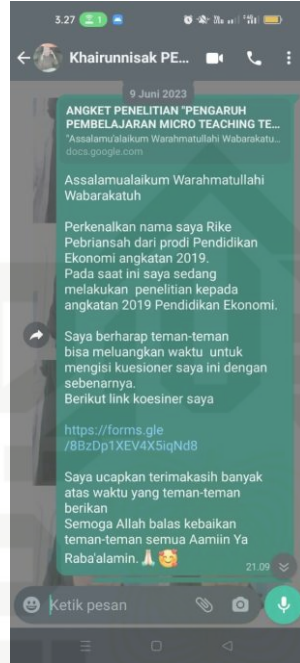 3.27
Khairunnisak PE...
9 Juni 2023
ANGKET PENELITIAN "PENGARUH
PEMBELAJARAN MICRO TEACHING TE...
"Assalamu'alaikum Warahmatullahi Wabarakatu...
docs.google.com
Assalamualaikum Warahmatullahi
Wabarakatuh
Perkenalkan nama saya Rike
Pebriansah dari prodi Pendidikan
Ekonomi angkatan 2019.
Pada saat ini saya sedang
melakukan penelitian kepada
angkatan 2019 Pendidikan Ekonomi.
Saya berharap teman-teman
bisa meluangkan waktu untuk
mengisi kuesioner saya ini dengan
sebenarnya.
Berikut link koesiner saya
https://forms.gle
/8BzDp1XEV4X5iqNd8
Saya ucapkan terimakasih banyak
atas waktu yang teman-teman
berikan
Semoga Allah balas kebaikan
teman-teman semua Aamiin Ya
Raba'alamin. 🙏🏻🥰
21.09
Ketik pesan